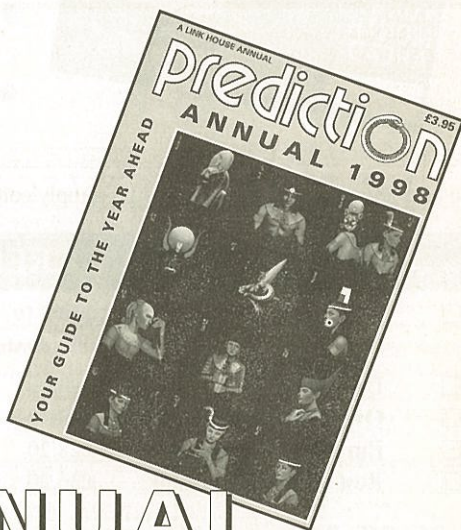 A LINK HOUSE ANNUAL
prediction
£3.95
ANNUAL 1998
YOUR GUIDE TO THE YEAR AHEAD